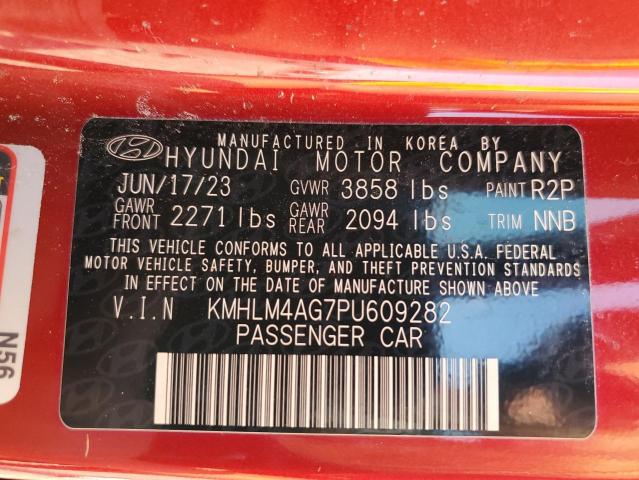 MANUFACTURED IN KOREA BY
HYUNDAI MOTOR COMPANY
JUN/17/23 GVWR 3858 lbs PAINT R2P
GAWR FRONT 2271 lbs GAWR REAR 2094 lbs TRIM NNB
THIS VEHICLE CONFORMS TO ALL APPLICABLE U.S.A. FEDERAL
MOTOR VEHICLE SAFETY, BUMPER, AND THEFT PREVENTION STANDARDS
IN EFFECT ON THE DATE OF MANUFACTURE SHOWN ABOVE.
V.I.N KMHLM4AG7PU609282
PASSENGER CAR
N56